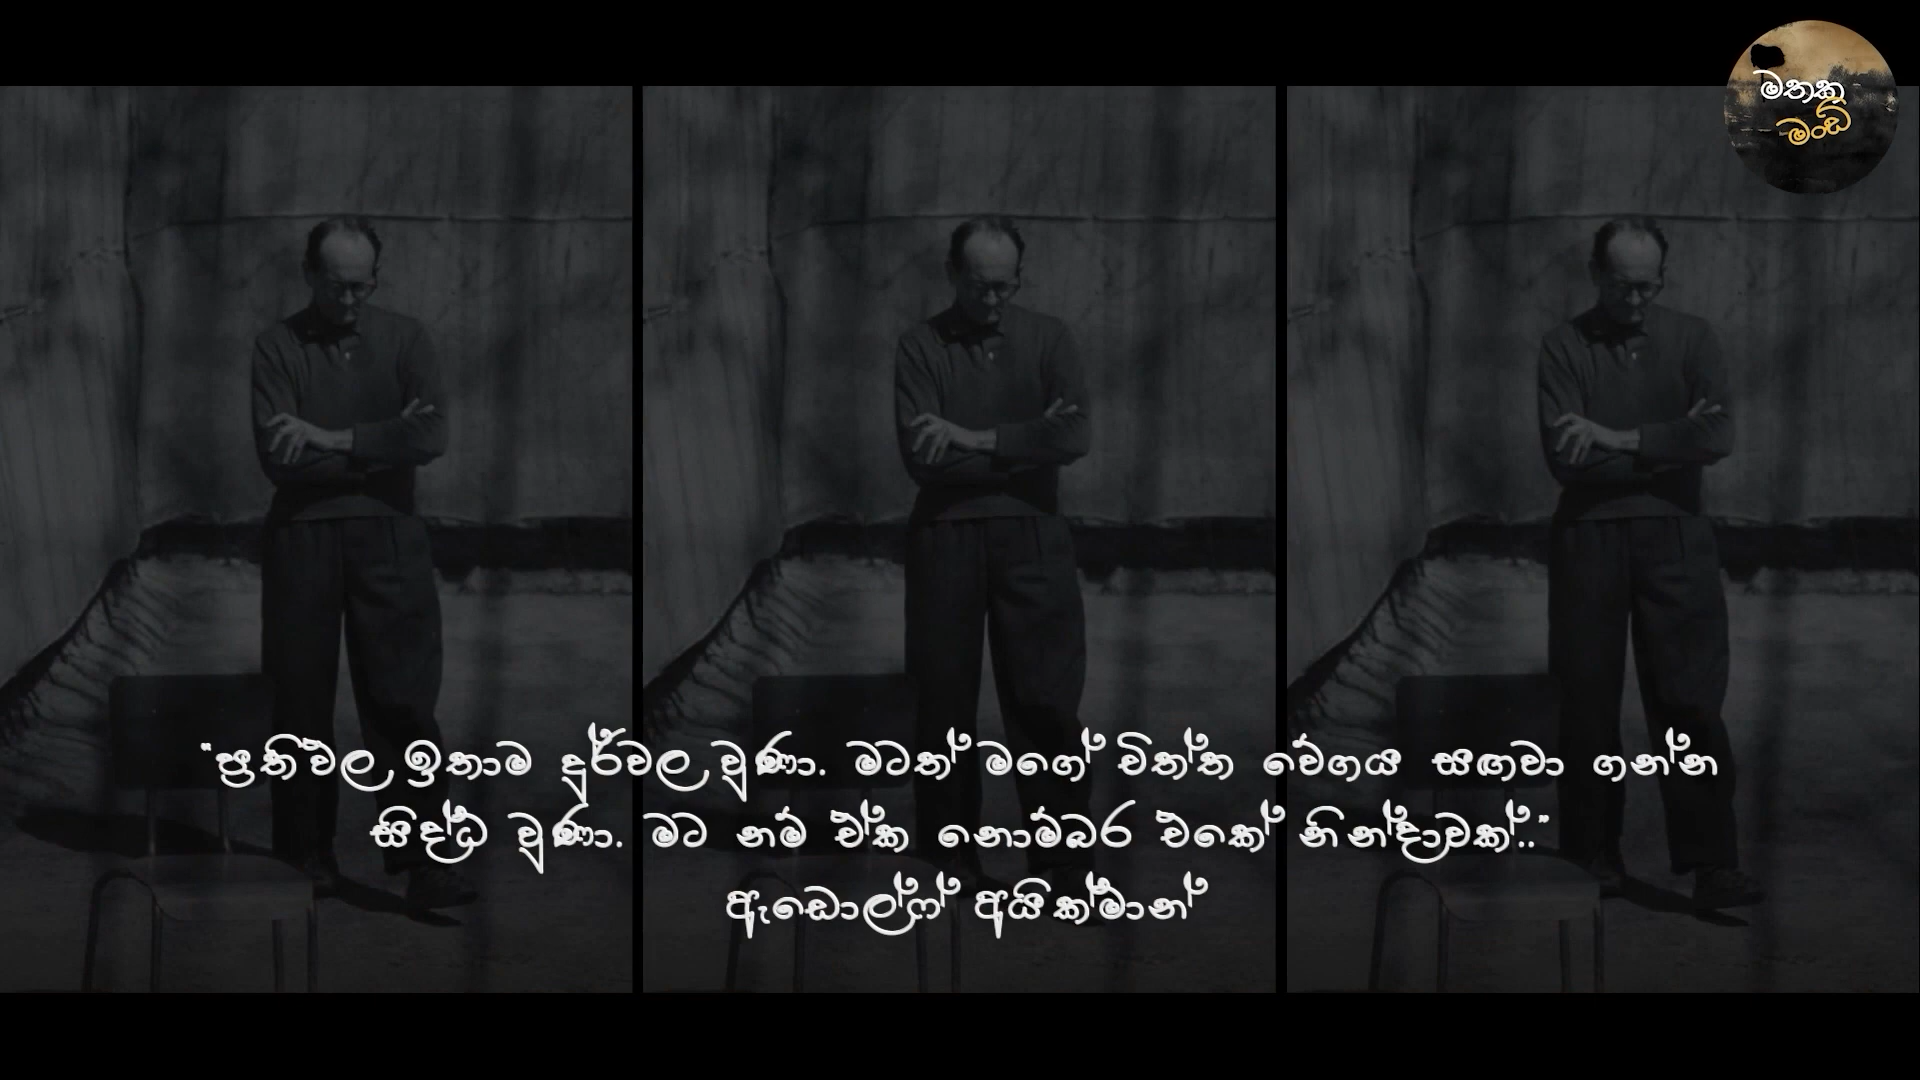 මතක
මංඩි
"ප්‍රතිඵල ඉතාම දුර්වල වුණා. මටත් මගේ චිත්ත වේගය සඟවා ගන්න
සිද්ධ වුණා. මට නම් ඒක නොම්බර එකේ නින්දාවක්.."
ඇඩොල්ෆ් අයික්මාන්